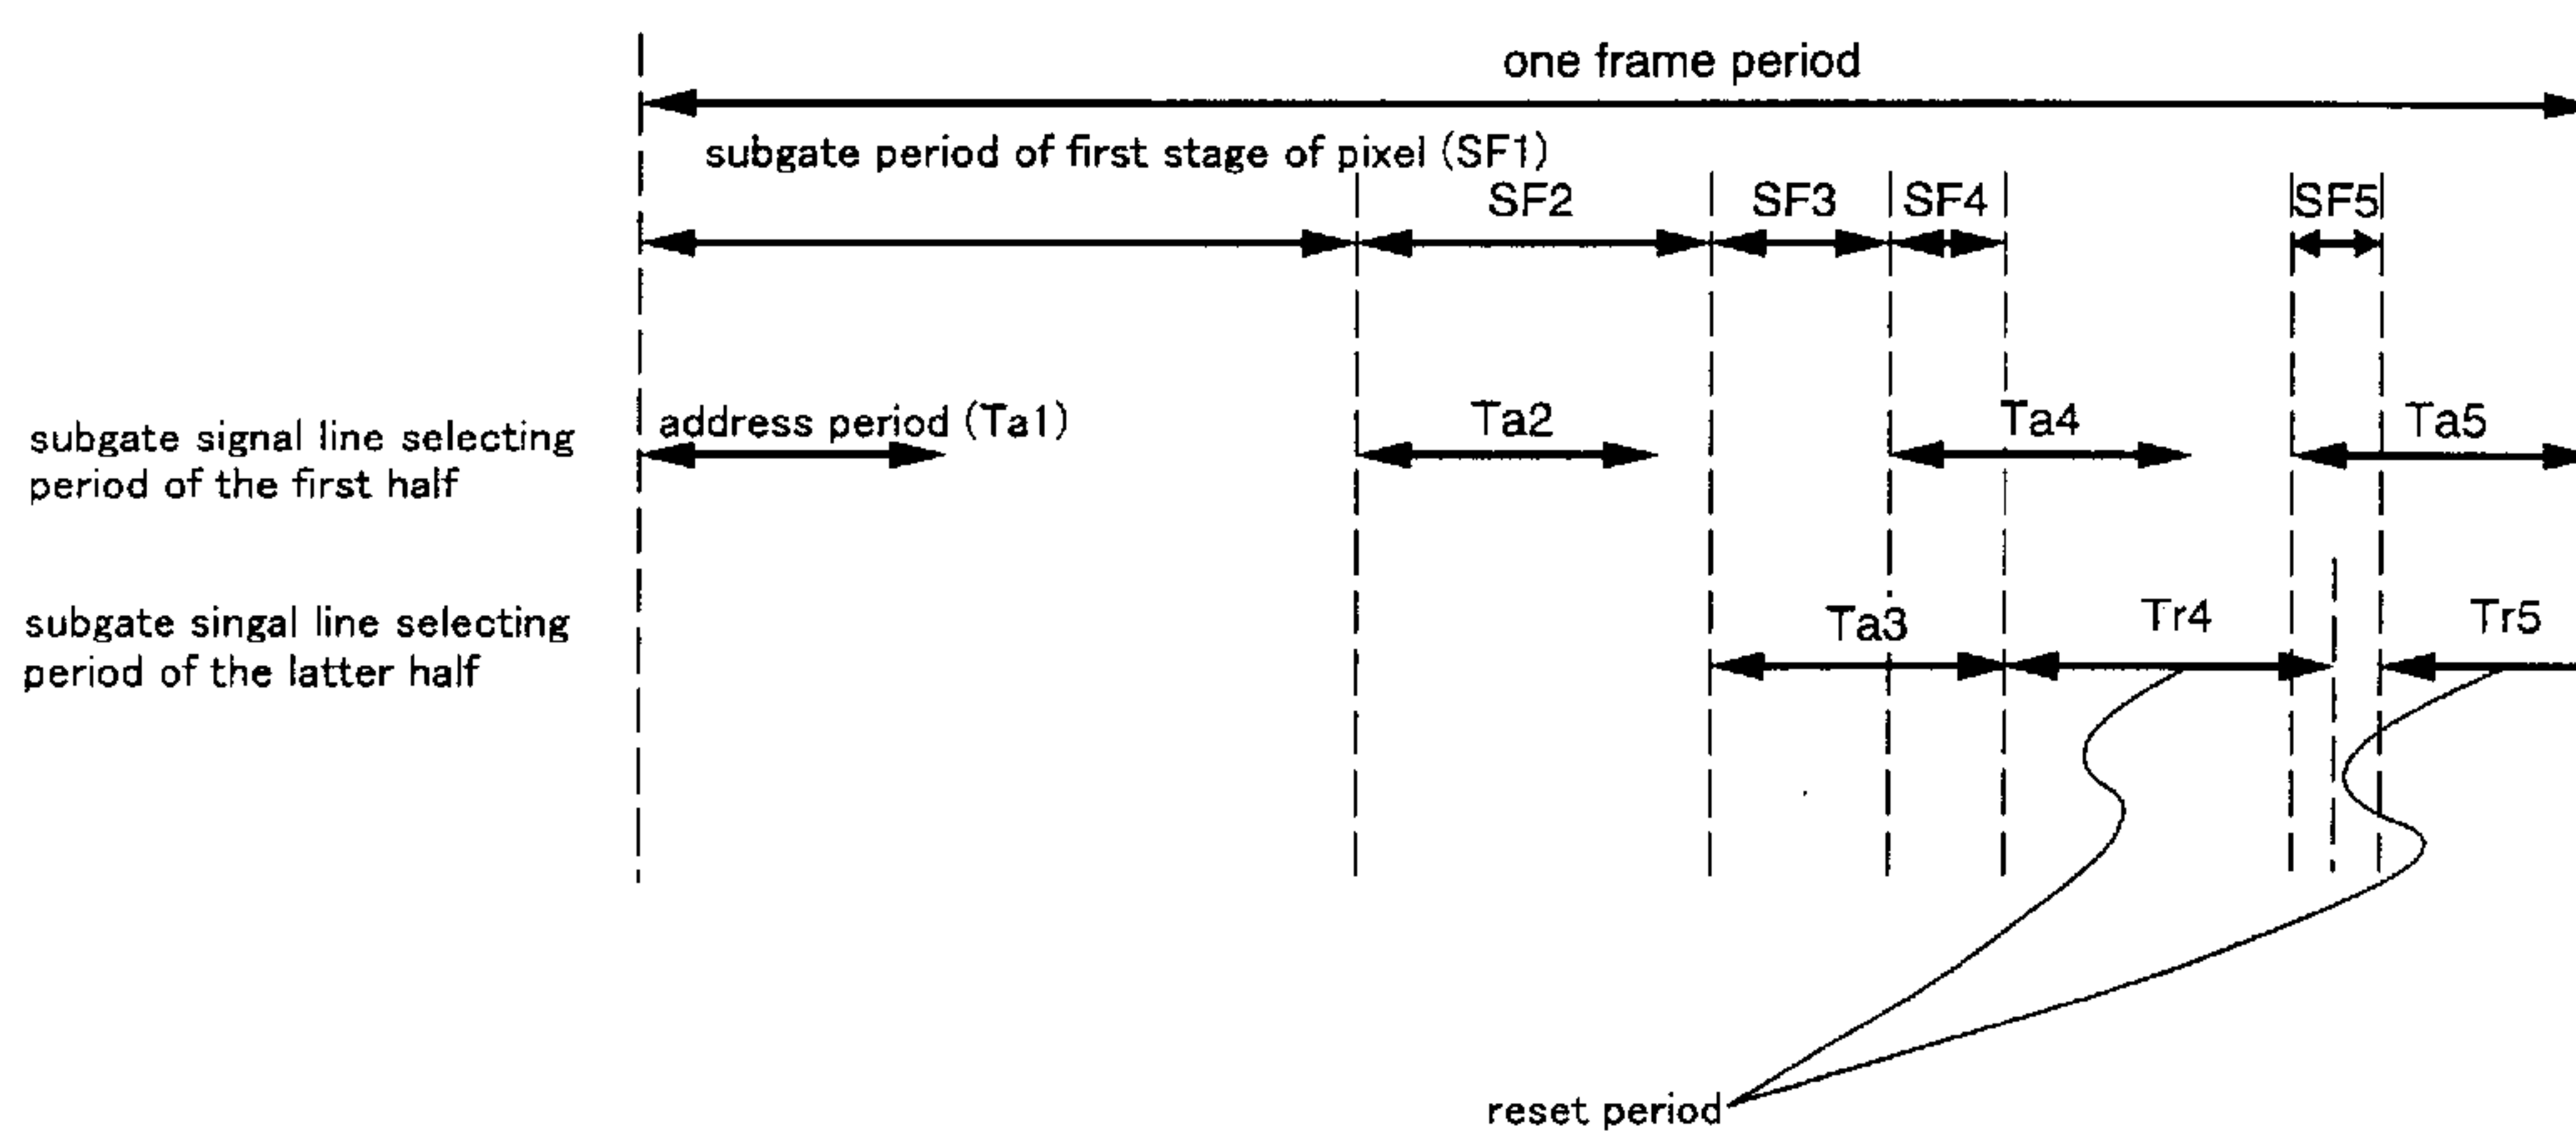 one frame period
subgate period of first stage of pixel (SF1)
SF2
SF3
SF4
SF5
subgate signal line selecting
period of the first half
address period (Ta1)
Ta2
Ta4
Ta5
subgate singal line selecting
period of the latter half
Ta3
Tr4
Tr5
reset period